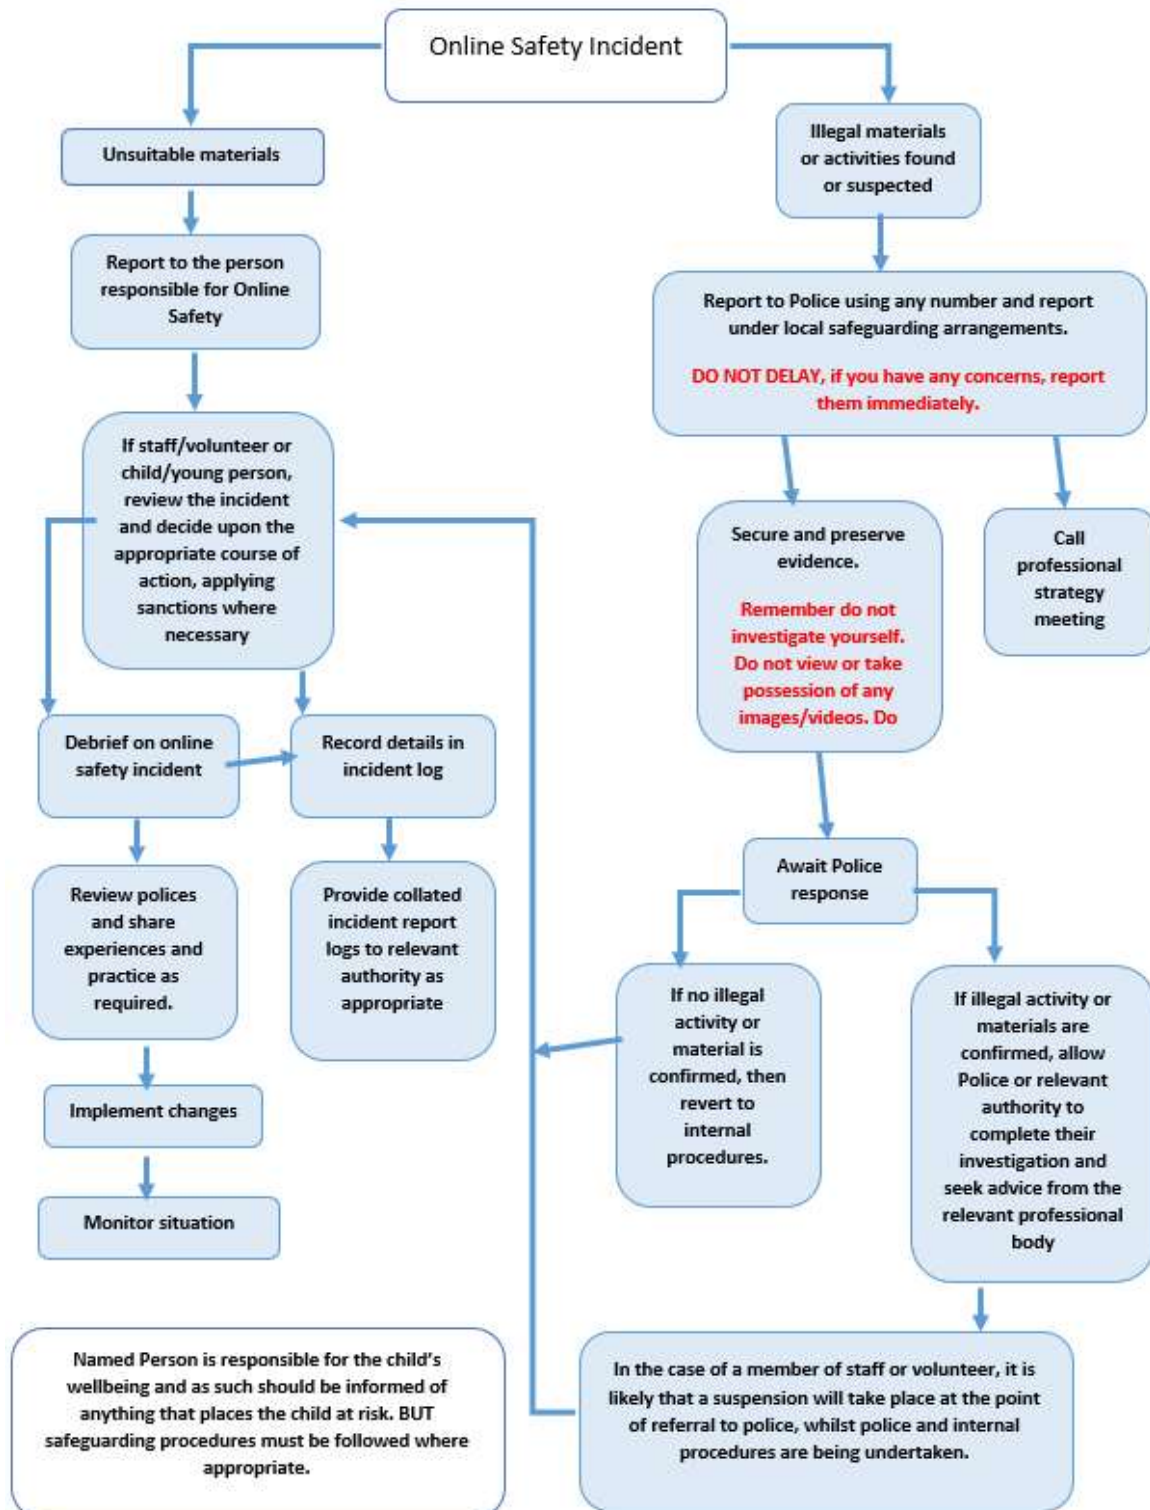 Online Safety Incident
Unsuitable materials
Illegal materials
or activities found
or suspected
Report to the person
responsible for Online
Safety
Report to Police using any number and report
under local safeguarding arrangements.
DO NOT DELAY, if you have any concerns, report
them immediately.
If staff/volunteer or
child/young person,
review the incident
and decide upon the
appropriate course of
action, applying
sanctions where
necessary
Secure and preserve
evidence.
Remember do not
investigate yourself.
Do not view or take
possession of any
images/videos. Do
Call
professional
strategy
meeting
Debrief on online
safety incident
Record details in
incident log
Review polices
and share
experiences and
practice as
required.
Provide collated
incident report
logs to relevant
authority as
appropriate
Await Police
response
If no illegal
activity or
material is
confirmed, then
revert to
internal
procedures.
If illegal activity or
materials are
confirmed, allow
Police or relevant
authority to
complete their
investigation and
seek advice from the
relevant professional
body
Implement changes
Monitor situation
Named Person is responsible for the child's
wellbeing and as such should be informed of
anything that places the child at risk. BUT
safeguarding procedures must be followed where
appropriate.
In the case of a member of staff or volunteer, it is
likely that a suspension will take place at the point
of referral to police, whilst police and internal
procedures are being undertaken.